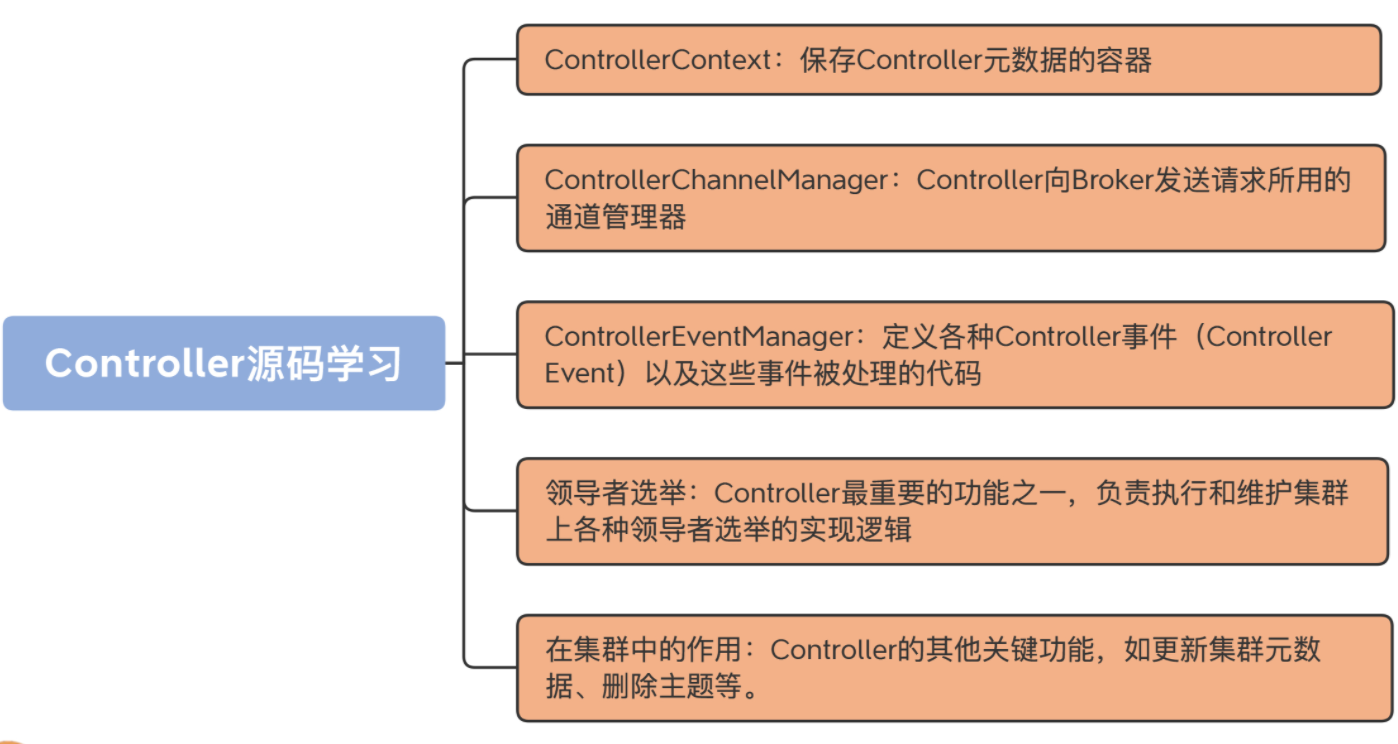 Controller源码学习
ControllerContext：保存Controller元数据的容器
ControllerChannelManager：Controller向Broker发送请求所用的
通道管理器
ControllerEventManager：定义各种Controller事件（Controller
Event）以及这些事件被处理的代码
领导者选举：Controller最重要的功能之一，负责执行和维护集群
上各种领导者选举的实现逻辑
在集群中的作用：Controller的其他关键功能，如更新集群元数
据、删除主题等。